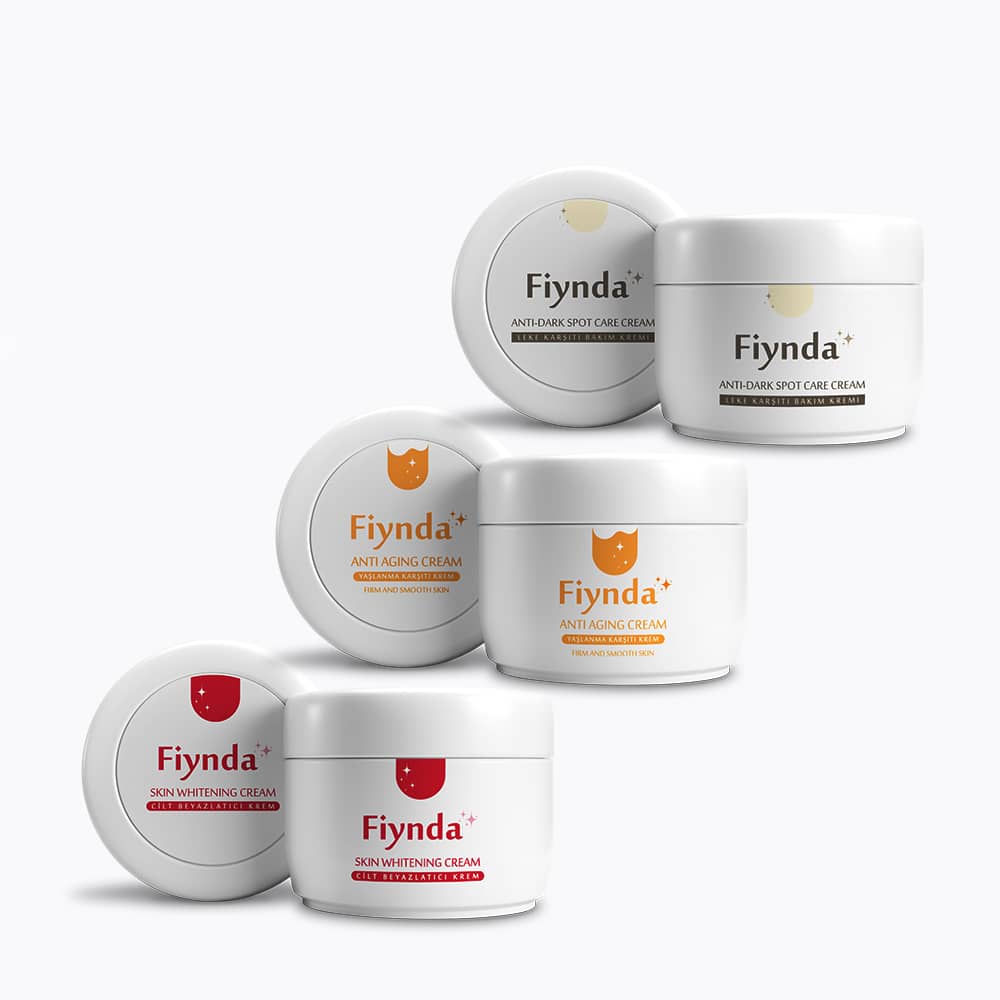 Fiynda
ANTI-DARK SPOT CARE CREAM
LEKE KARŞITI BAKIM KREMI
Fiynda
ANTI-DARK SPOT CARE CREAM
LEKE KARŞITI BAKIM KREMI
Fiynda
ANTI AGING CREAM
YAŞLANMA KARŞITI KREM
FIRM AND SMOOTH SKIN
Fiynda
ANTI AGING CREAM
YAŞLANMA KARŞITI KREM
FIRM AND SMOOTH SKIN
Fiynda
SKIN WHITENING CREAM
CİLT BEYAZLATICI KREM
Fiynda
SKIN WHITENING CREAM
CİLT BEYAZLATICI KREM